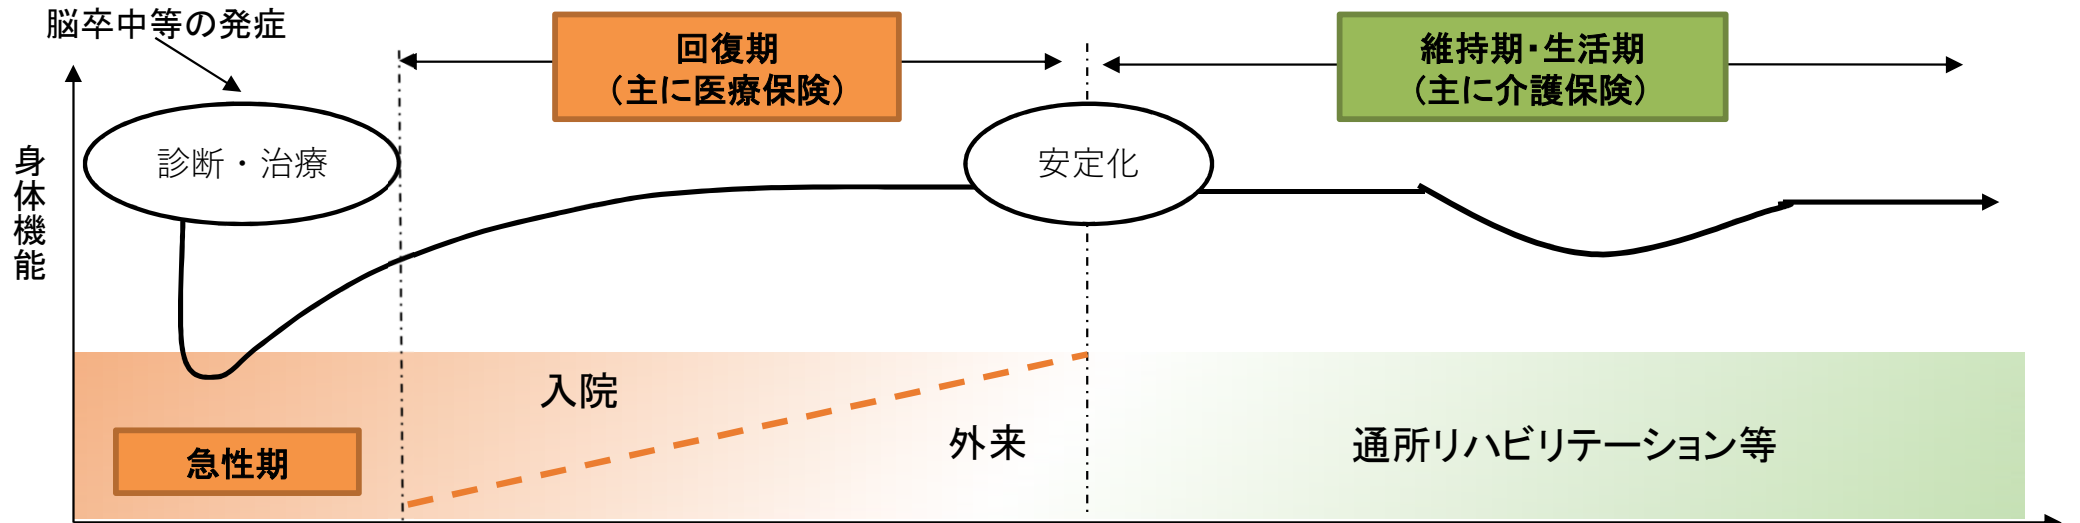 脳卒中等の発症
回復期
(主に医療保険)
維持期・生活期
(主に介護保険)
身体機能
診断・治療
安定化
入院
外来
急性期
通所リハビリテーション等